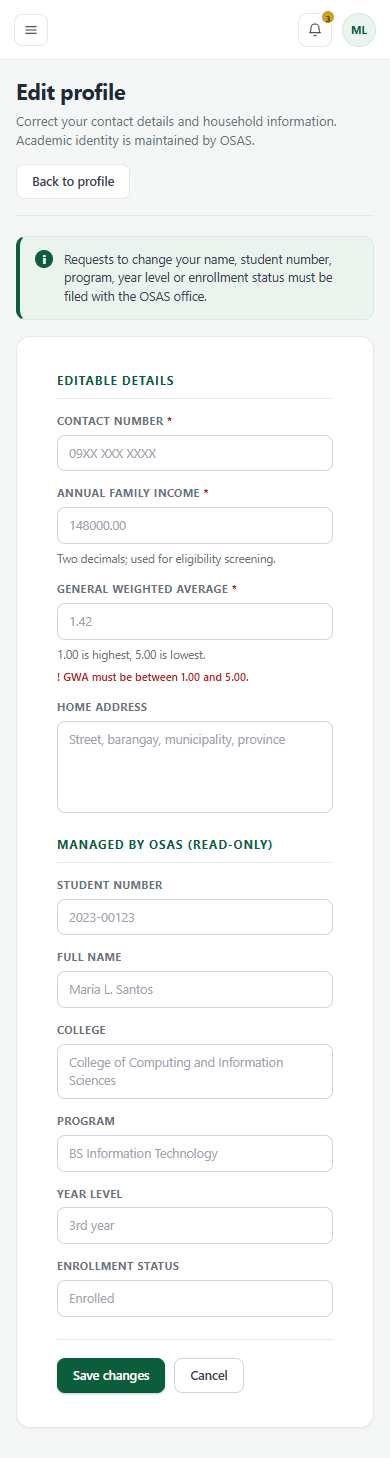 3
ML
Edit profile
Correct your contact details and household information.
Academic identity is maintained by OSAS.
Back to profile
Requests to change your name, student number,
program, year level or enrollment status must be
filed with the OSAS office.
EDITABLE DETAILS
CONTACT NUMBER *
09XX XXX XXXX
ANNUAL FAMILY INCOME *
148000.00
Two decimals; used for eligibility screening.
GENERAL WEIGHTED AVERAGE *
1.42
1.00 is highest, 5.00 is lowest.
! GWA must be between 1.00 and 5.00.
HOME ADDRESS
Street, barangay, municipality, province
MANAGED BY OSAS (READ-ONLY)
STUDENT NUMBER
2023-00123
FULL NAME
Maria L. Santos
COLLEGE
College of Computing and Information
Sciences
PROGRAM
BS Information Technology
YEAR LEVEL
3rd year
ENROLLMENT STATUS
Enrolled
Save changes
Cancel